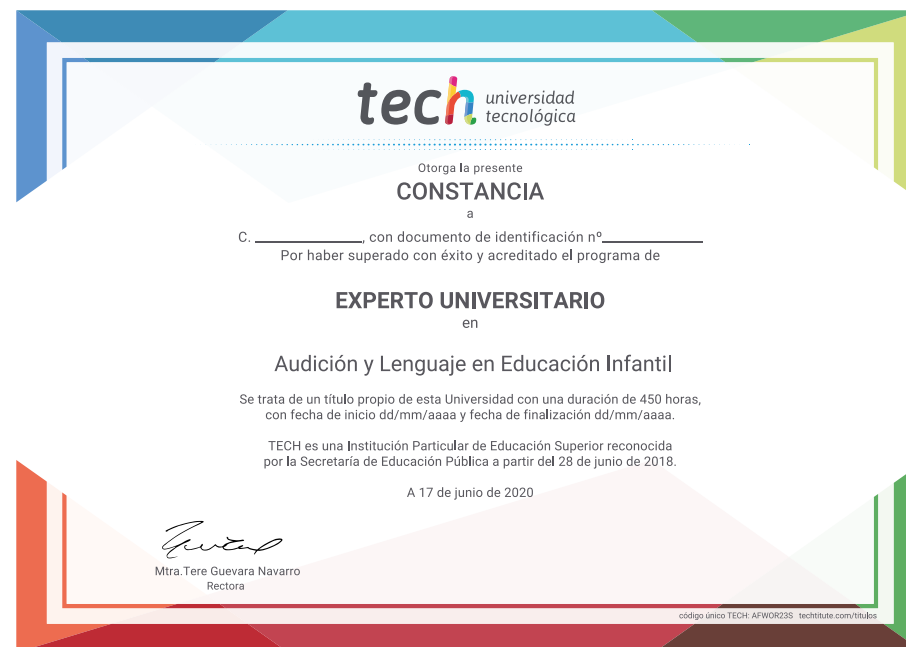 tech universidad
tecnológica
Otorga la presente
CONSTANCIA
a
C. ____________, con documento de identificación nº____________
Por haber superado con éxito y acreditado el programa de
EXPERTO UNIVERSITARIO
en
Audición y Lenguaje en Educación Infantil
Se trata de un título propio de esta Universidad con una duración de 450 horas,
con fecha de inicio dd/mm/aaaa y fecha de finalización dd/mm/aaaa.
TECH es una Institución Particular de Educación Superior reconocida
por la Secretaría de Educación Pública a partir del 28 de junio de 2018.
A 17 de junio de 2020
Mtra.Tere Guevara Navarro
Rectora
código único TECH: AFWOR23S techtitute.com/titulos